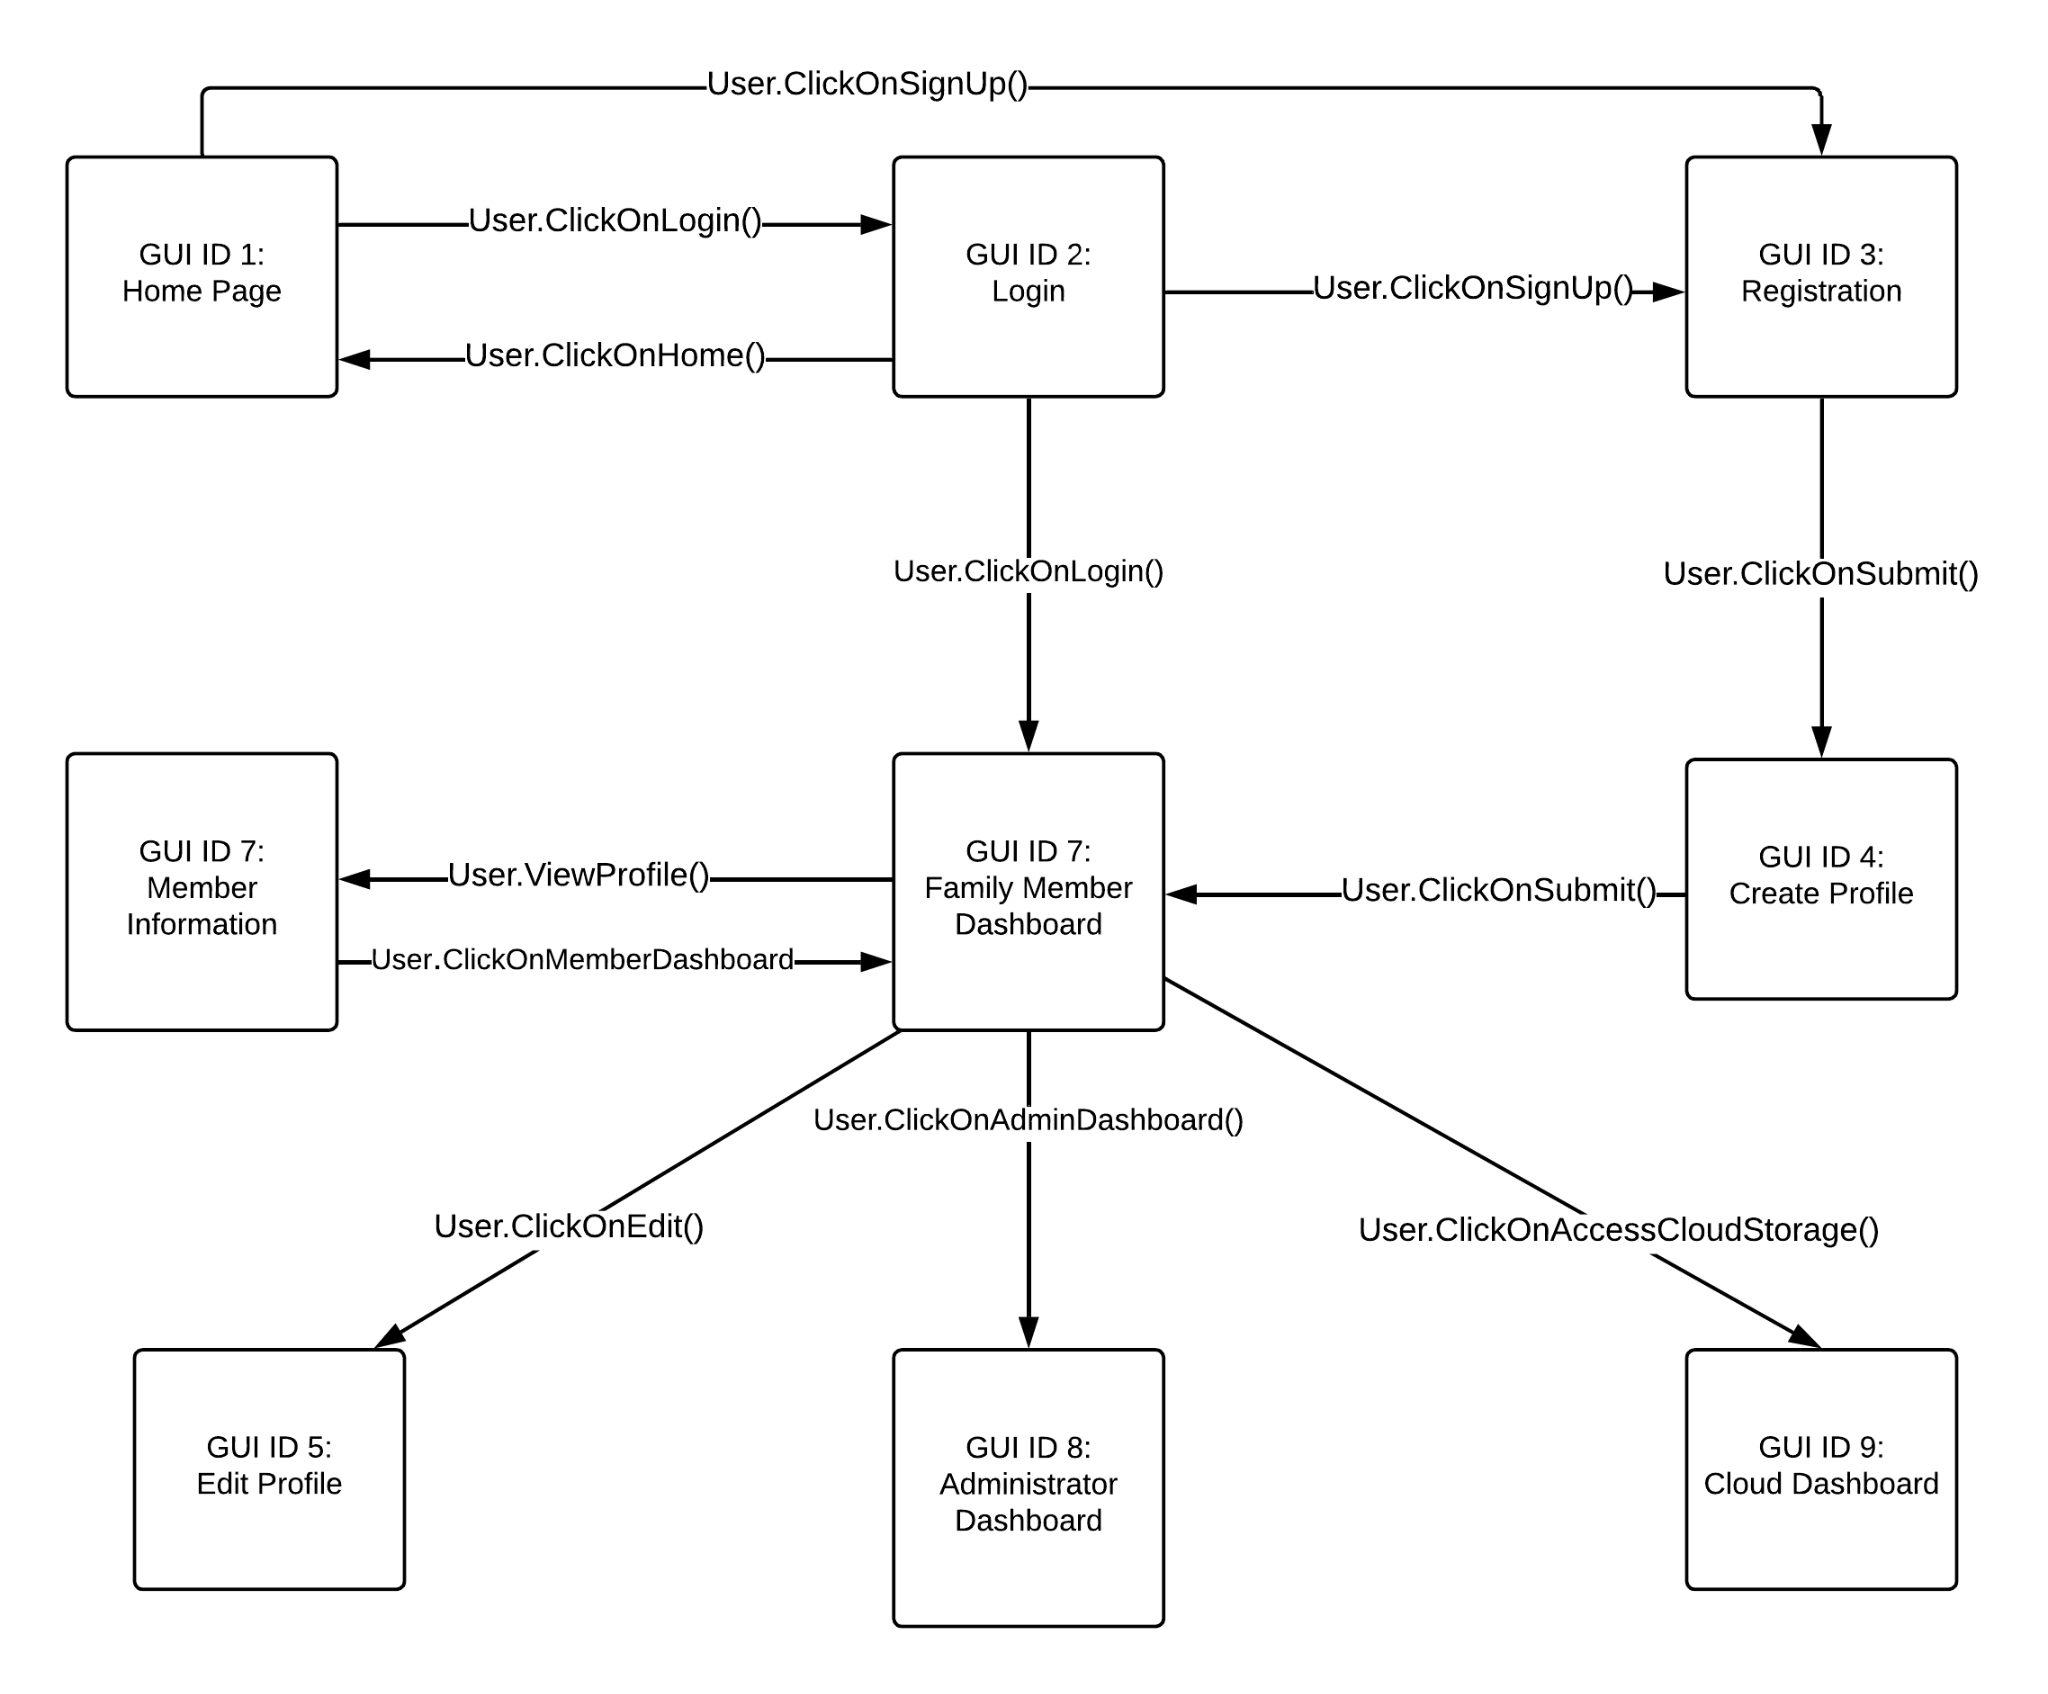 User.ClickOnSignUp()
GUI ID 1:
Home Page
User.ClickOnLogin()
User.ClickOnHome()
GUI ID 2:
Login
User.ClickOnSignUp()
GUI ID 3:
Registration
User.ClickOnLogin()
User.ClickOnSubmit()
GUI ID 7:
Member
Information
User.ViewProfile()
User.ClickOnMemberDashboard
GUI ID 7:
Family Member
Dashboard
User.ClickOnSubmit()
GUI ID 4:
Create Profile
User.ClickOnAdminDashboard()
User.ClickOnEdit()
User.ClickOnAccessCloudStorage()
GUI ID 5:
Edit Profile
GUI ID 8:
Administrator
Dashboard
GUI ID 9:
Cloud Dashboard